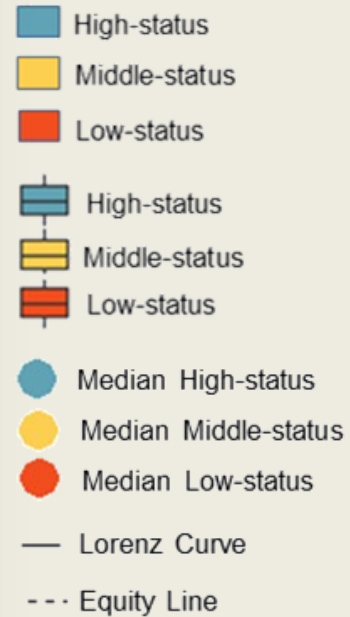 High-status
Middle-status
Low-status
High-status
Middle-status
Low-status
Median High-status
Median Middle-status
Median Low-status
Lorenz Curve
Equity Line